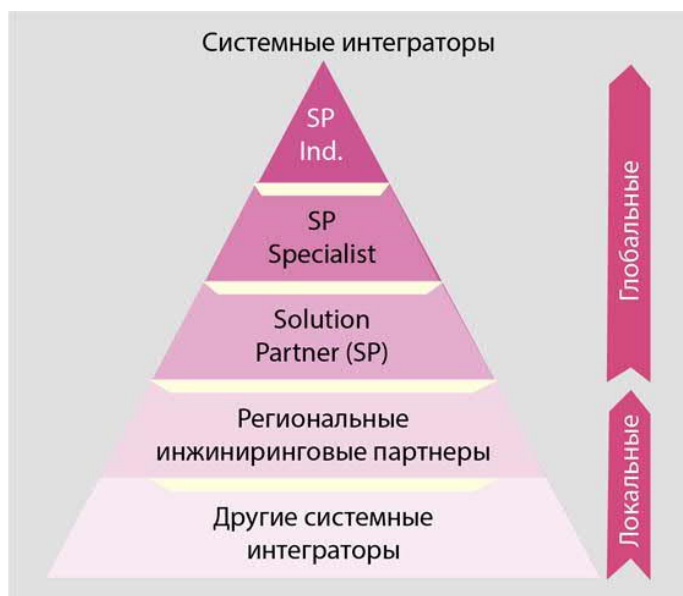 Системные интеграторы
SP
Ind.
SP
Specialist
Solution
Partner (SP)
Региональные
инжиниринговые партнеры
Другие системные
интеграторы
Глобальные
Локальные